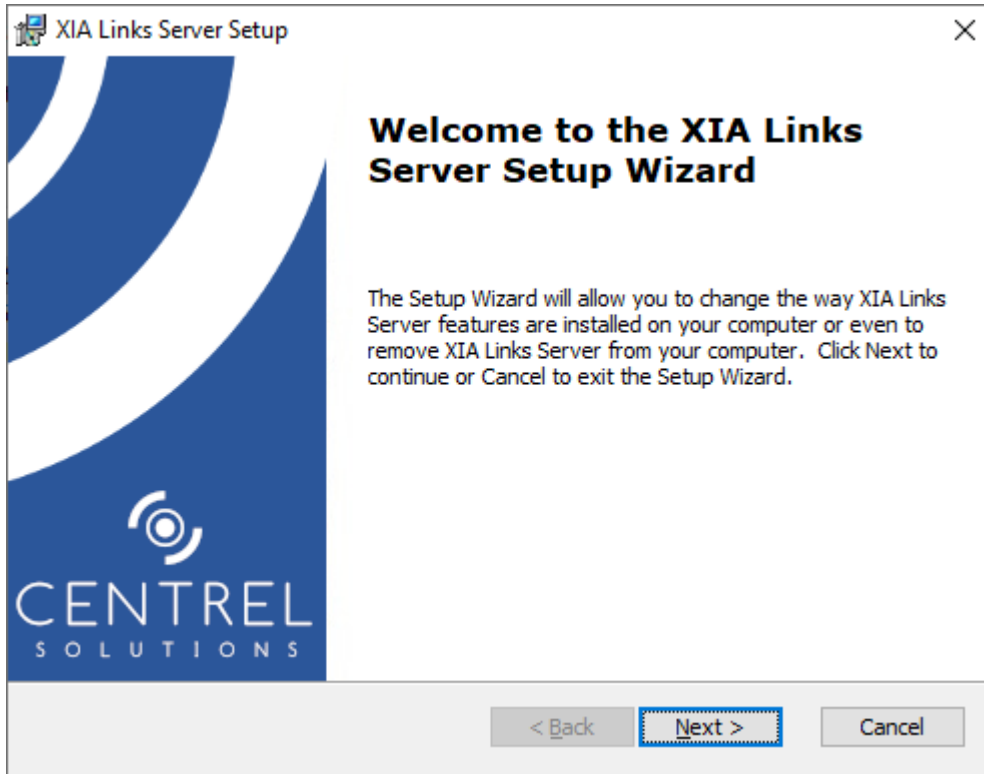 XIA Links Server Setup
Welcome to the XIA Links
Server Setup Wizard
The Setup Wizard will allow you to change the way XIA Links
Server features are installed on your computer or even to
remove XIA Links Server from your computer.  Click Next to
continue or Cancel to exit the Setup Wizard.
CENTREL
SOLUTIONS
< Back
Next >
Cancel